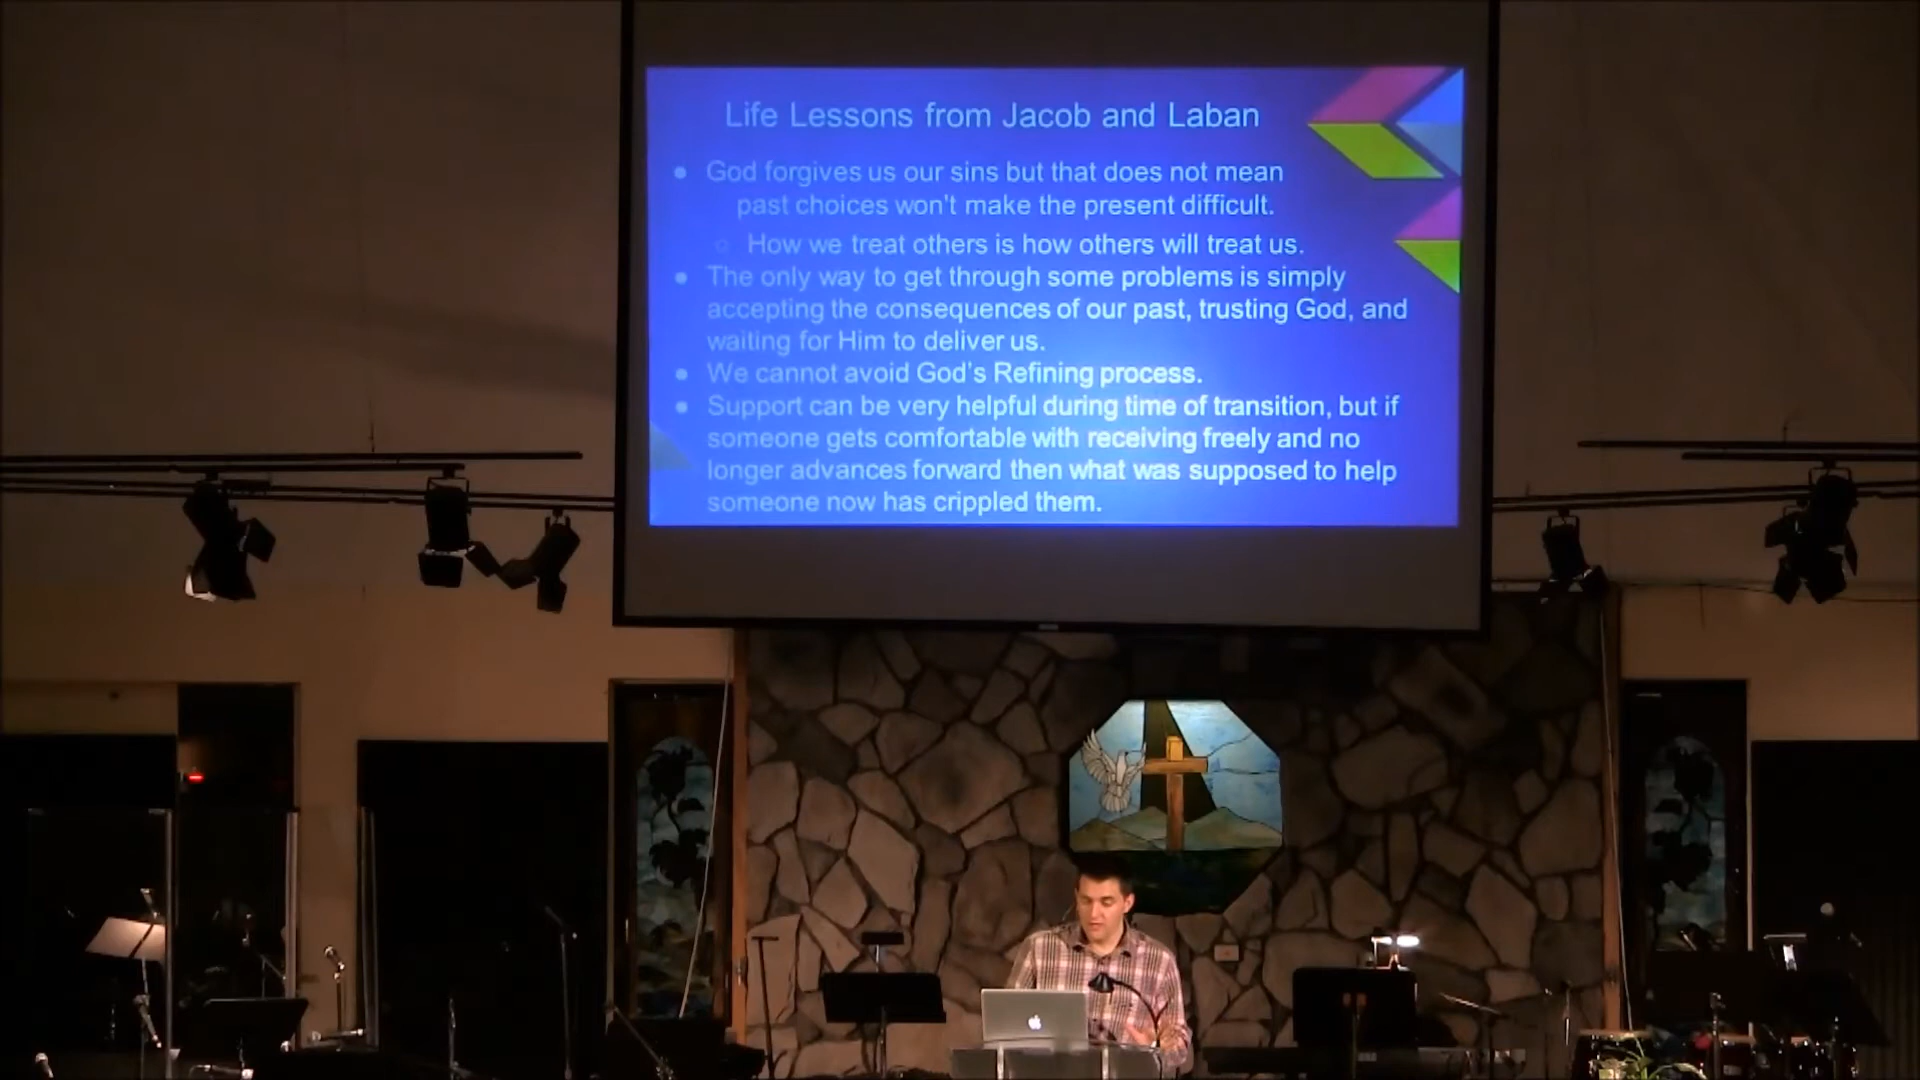 Life Lessons from Jacob and Laban
● God forgives us our sins but that does not mean
past choices won't make the present difficult.
○ How we treat others is how others will treat us.
● The only way to get through some problems is simply
accepting the consequences of our past, trusting God, and
waiting for Him to deliver us.
● We cannot avoid God's Refining process.
● Support can be very helpful during time of transition, but if
someone gets comfortable with receiving freely and no
longer advances forward then what was supposed to help
someone now has crippled them.